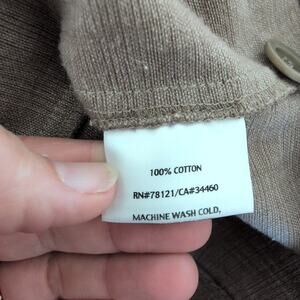 100% COTTON
RN#78121/CA#34460
MACHINE WASH COLD,